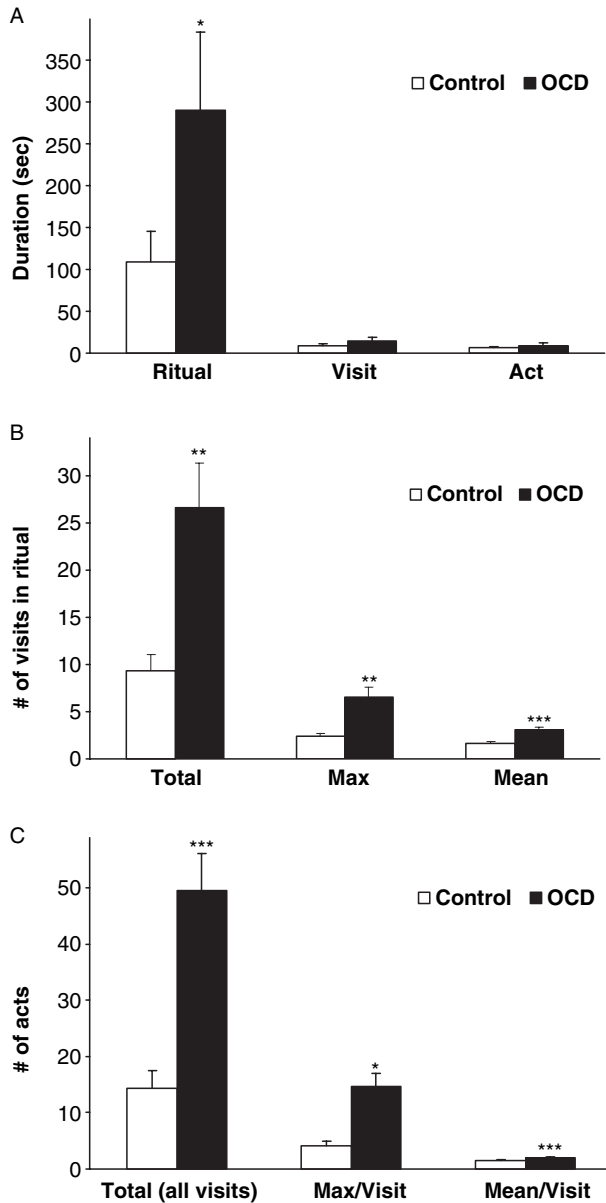 A
*
350
Control OCD
300
250
200
150
100
50
0
Duration (sec)
Ritual Visit Act
B
**
30
Control OCD
25
20
15
10
**
5
***
0
# of visits in ritual
Total Max Mean
C
***
50
Control OCD
40
30
20
*
10
***
0
# of acts
Total (all visits) Max/Visit Mean/Visit